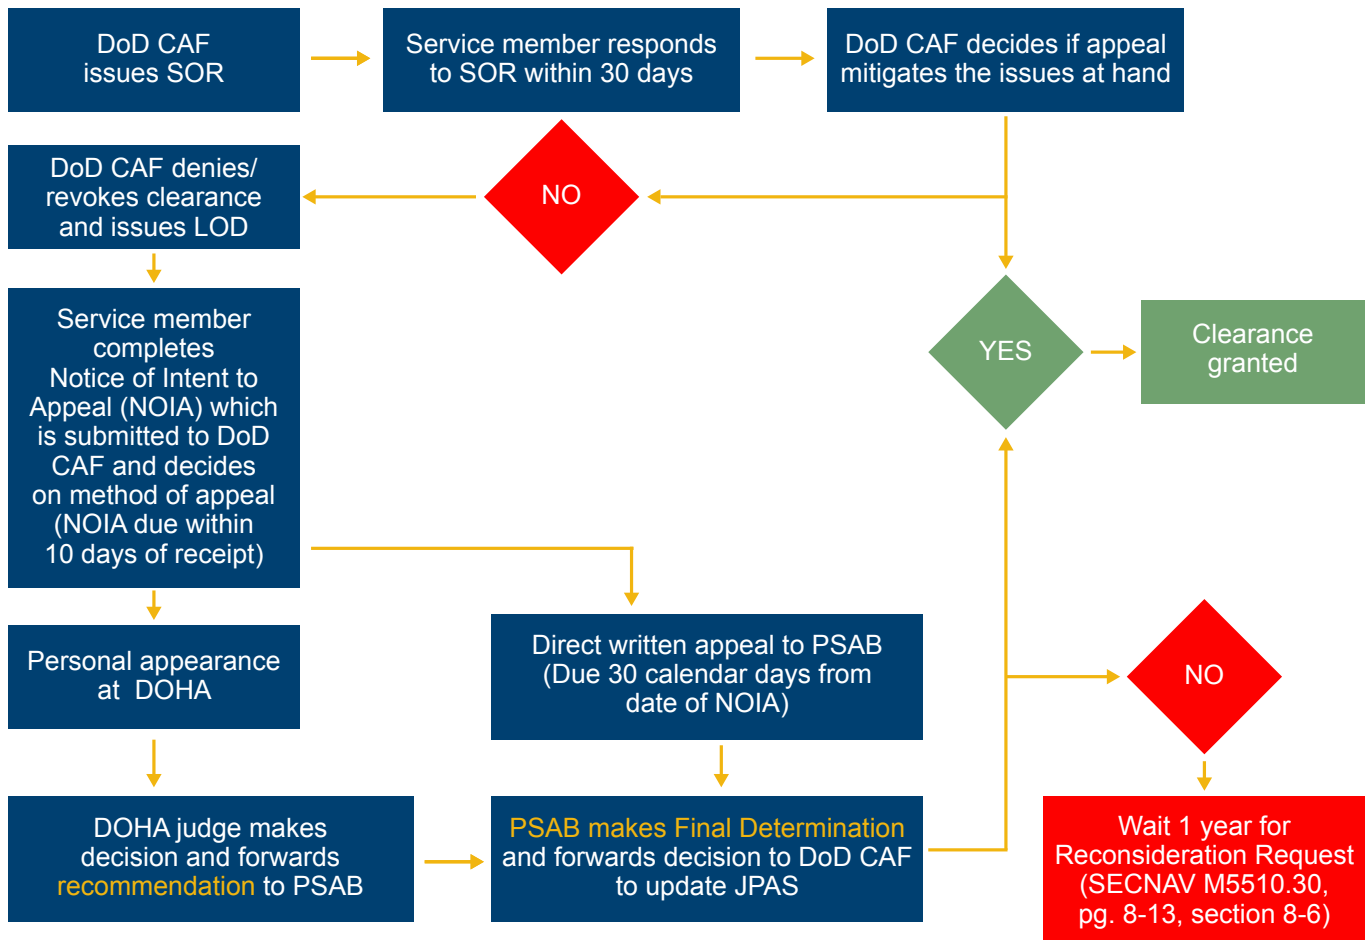 DoD CAF
issues SOR
Service member responds
to SOR within 30 days
DoD CAF decides if appeal
mitigates the issues at hand
DoD CAF denies/
revokes clearance
and issues LOD
NO
Service member
completes
Notice of Intent to
Appeal (NOIA) which
is submitted to DoD
CAF and decides
on method of appeal
(NOIA due within
10 days of receipt)
YES
Clearance
granted
Personal appearance
at DOHA
Direct written appeal to PSAB
(Due 30 calendar days from
date of NOIA)
NO
DOHA judge makes
decision and forwards
recommendation to PSAB
PSAB makes Final Determination
and forwards decision to DoD CAF
to update JPAS
Wait 1 year for
Reconsideration Request
(SECNAV M5510.30,
pg. 8-13, section 8-6)